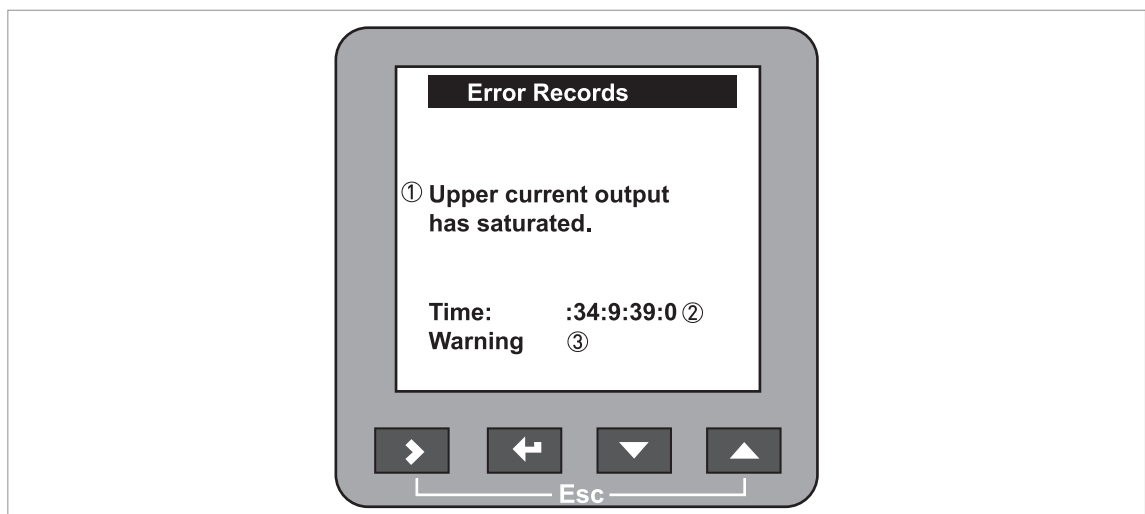 Error Records
① Upper current output
has saturated.
Time: :34:9:39:0 ②
Warning ③
Esc